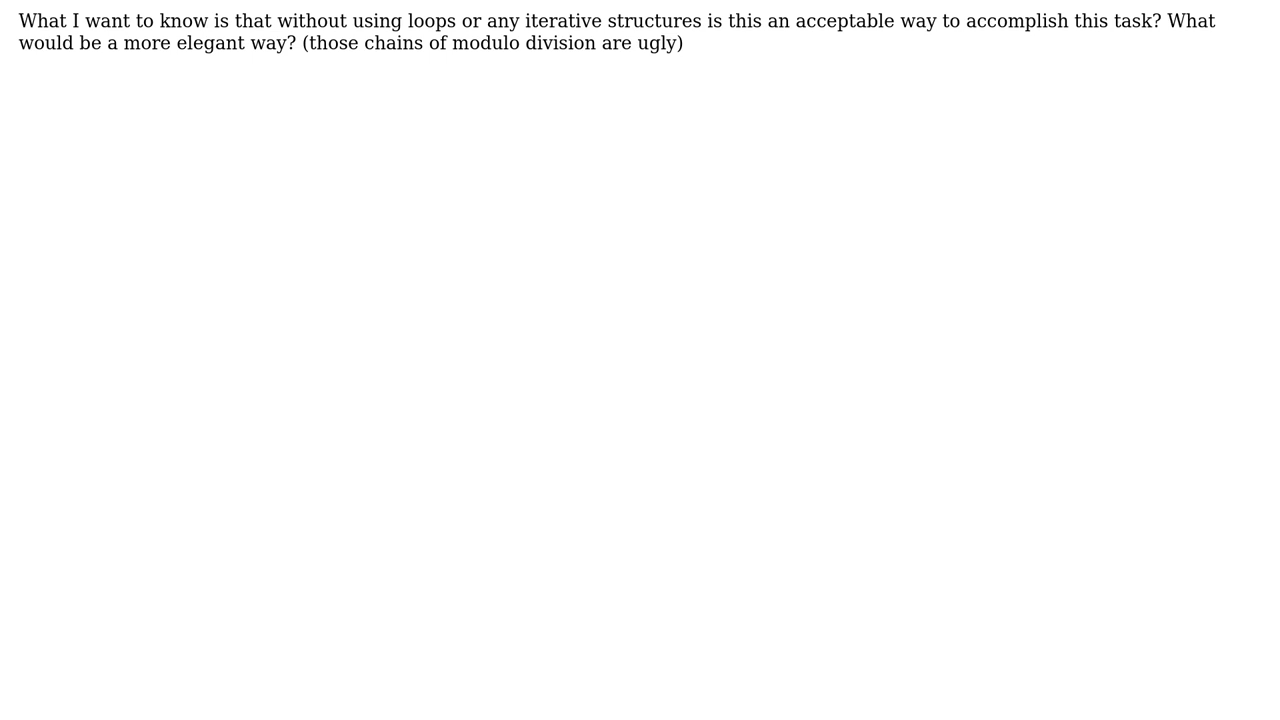 What I want to know is that without using loops or any iterative structures is this an acceptable way to accomplish this task? What
would be a more elegant way? (those chains of modulo division are ugly)